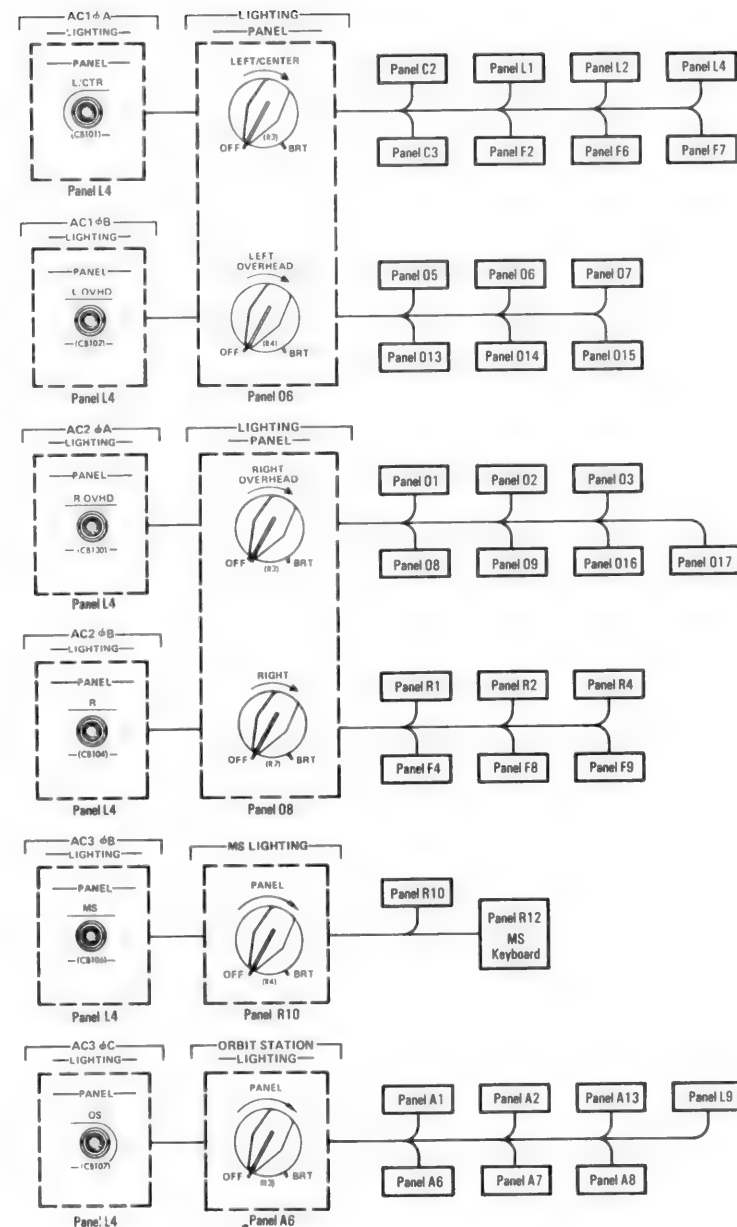 AC1ϕA
LIGHTING
PANEL
L/CTR
(CB101)
Panel L4
LIGHTING
PANEL
LEFT/CENTER
OFF
(R3)
BRT
Panel C2
Panel L1
Panel L2
Panel L4
Panel C3
Panel F2
Panel F6
Panel F7
AC1ϕB
LIGHTING
PANEL
L OVHD
(CB102)
Panel L4
LEFT
OVERHEAD
OFF
(R4)
BRT
Panel O6
Panel O5
Panel O6
Panel O7
Panel O13
Panel O14
Panel O15
AC2 ϕA
LIGHTING
PANEL
R OVHD
(CB130)
Panel L4
LIGHTING
PANEL
RIGHT
OVERHEAD
OFF
(R3)
BRT
Panel O1
Panel O2
Panel O3
Panel O8
Panel O9
Panel O16
Panel O17
AC2 ϕB
LIGHTING
PANEL
R
(CB104)
Panel L4
RIGHT
OFF
(R7)
BRT
Panel O8
Panel R1
Panel R2
Panel R4
Panel F4
Panel F8
Panel F9
AC3 ϕB
LIGHTING
PANEL
MS
(CB106)
Panel L4
MS LIGHTING
PANEL
OFF
(R4)
BRT
Panel R10
Panel R10
Panel R12
MS
Keyboard
AC3 ϕC
LIGHTING
PANEL
OS
(CB107)
Panel L4
ORBIT STATION
LIGHTING
PANEL
OFF
(R3)
BRT
Panel A6
Panel A1
Panel A2
Panel A13
Panel L9
Panel A6
Panel A7
Panel A8